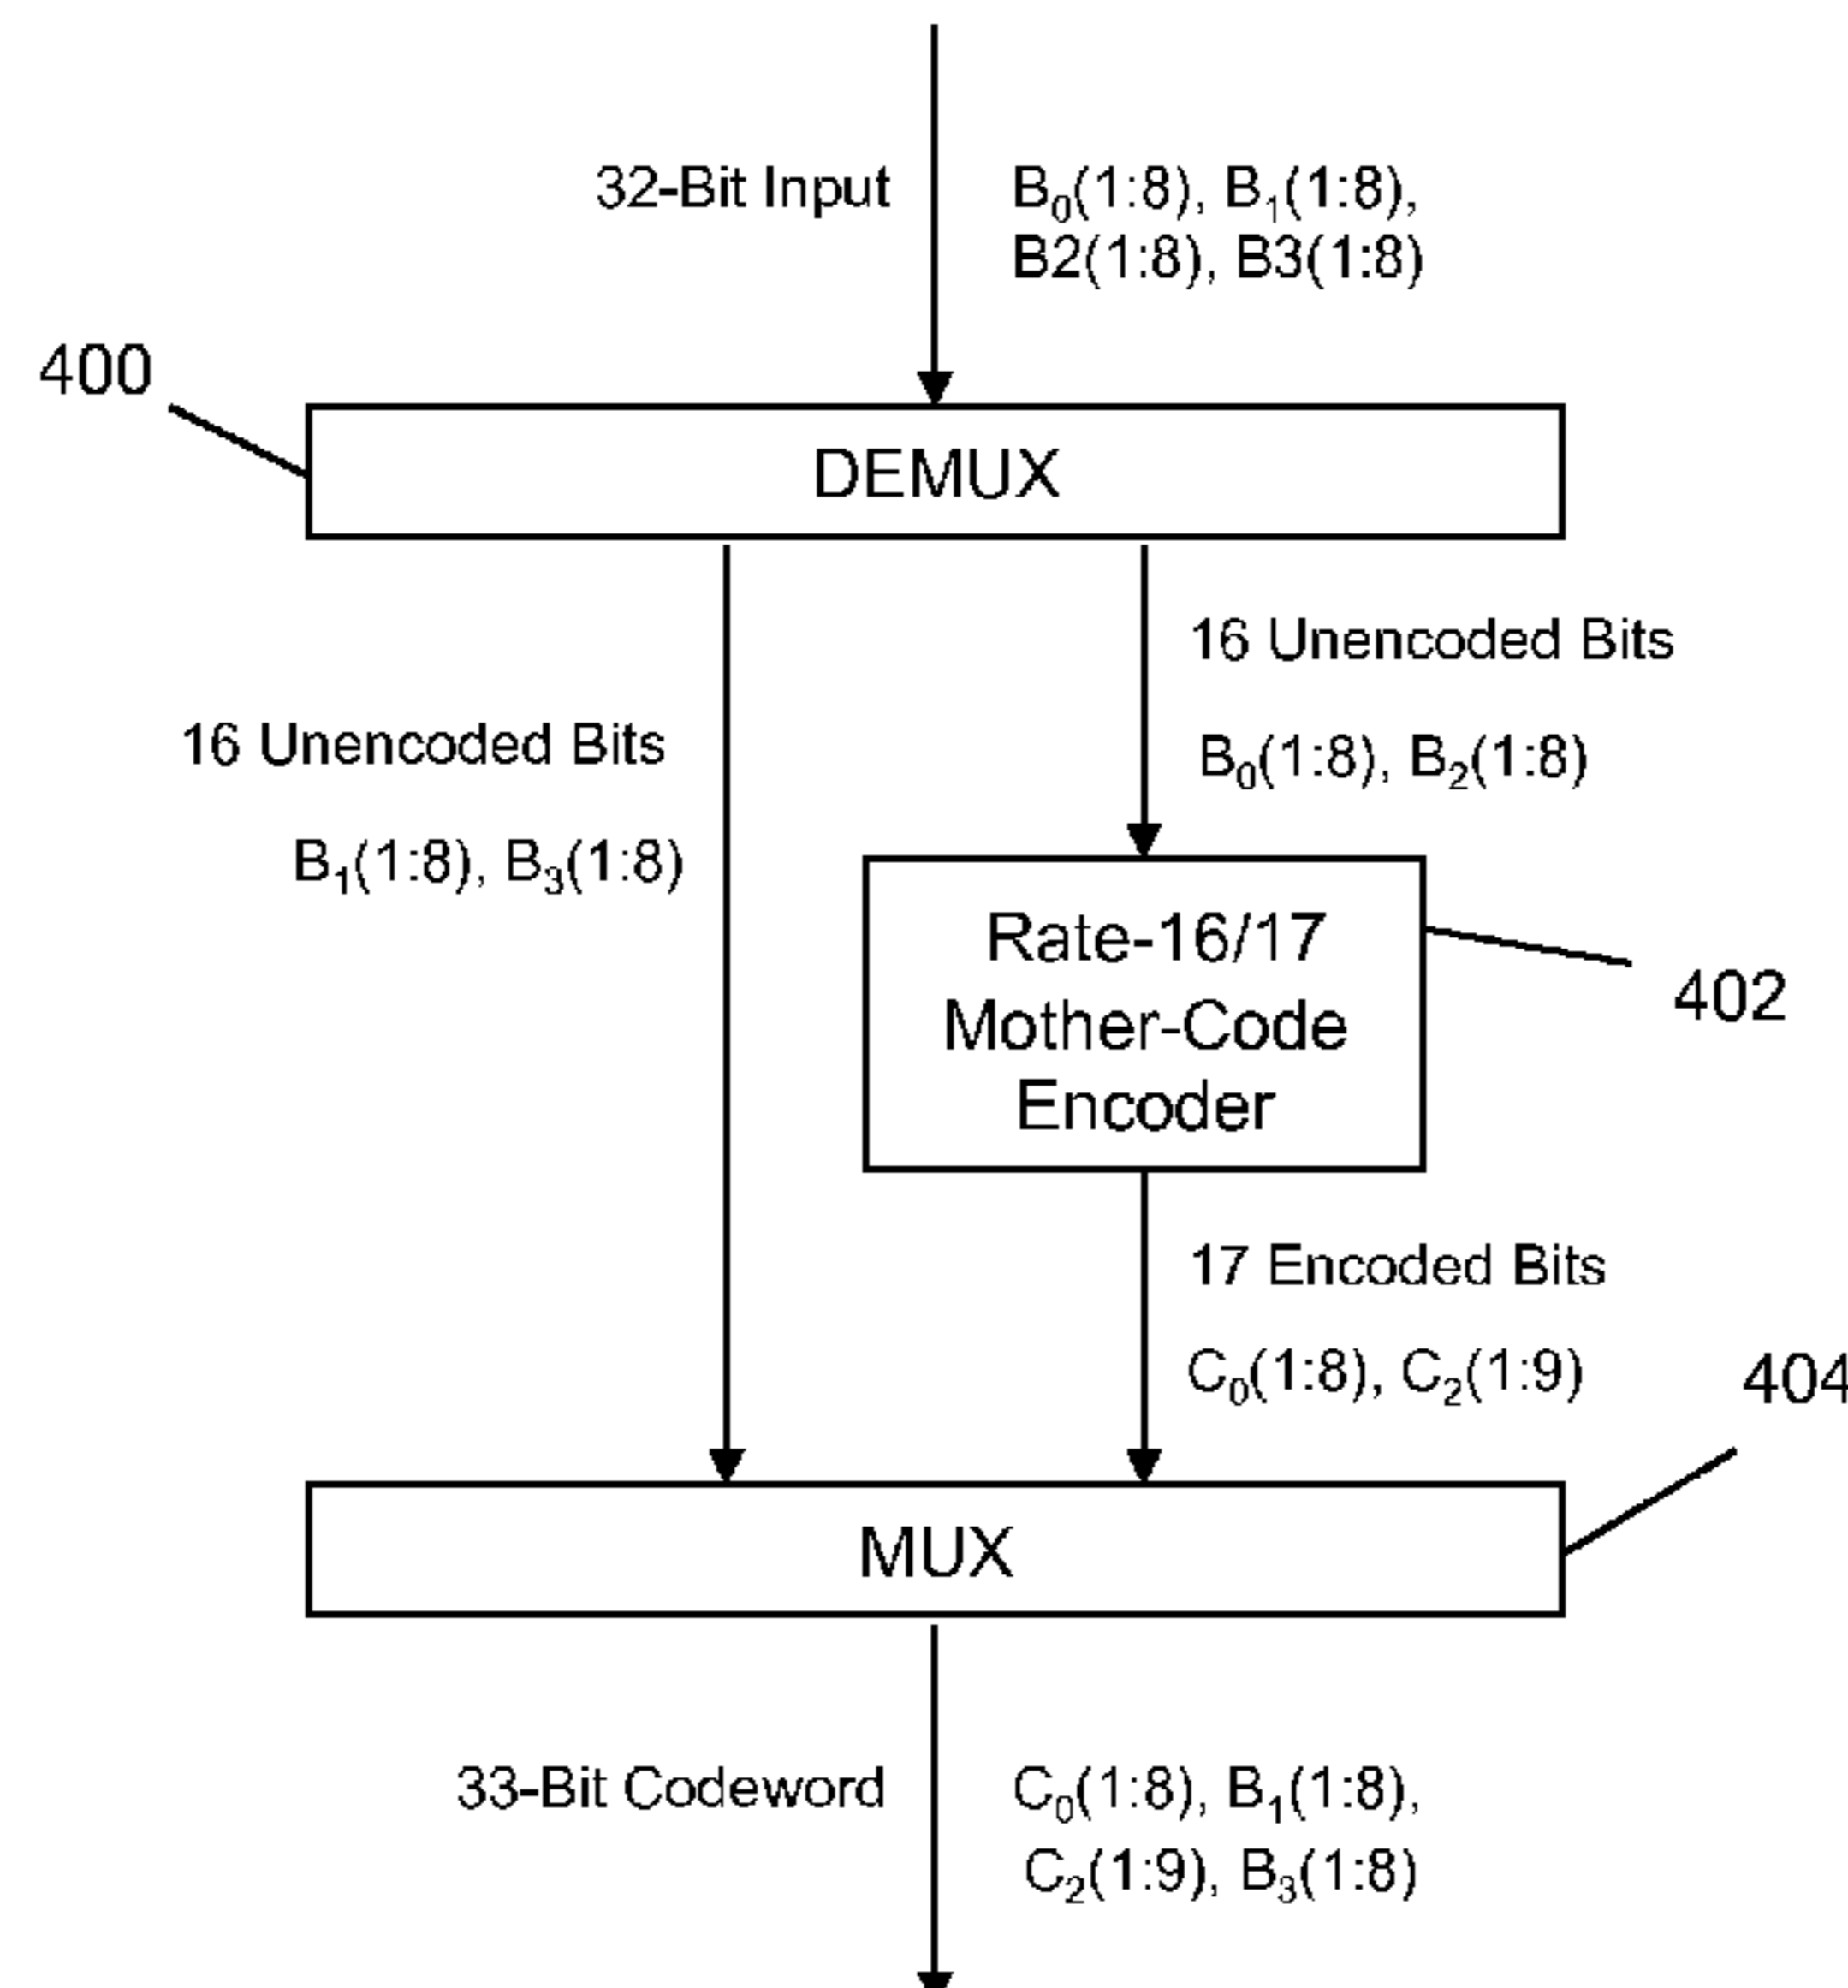 32-Bit Input
B₀(1:8), B₁(1:8),
B2(1:8), B3(1:8)
400
DEMUX
16 Unencoded Bits
B₀(1:8), B₂(1:8)
16 Unencoded Bits
B₁(1:8), B₃(1:8)
Rate-16/17
Mother-Code
Encoder
402
17 Encoded Bits
C₀(1:8), C₂(1:9)
404
MUX
33-Bit Codeword
C₀(1:8), B₁(1:8),
C₂(1:9), B₃(1:8)